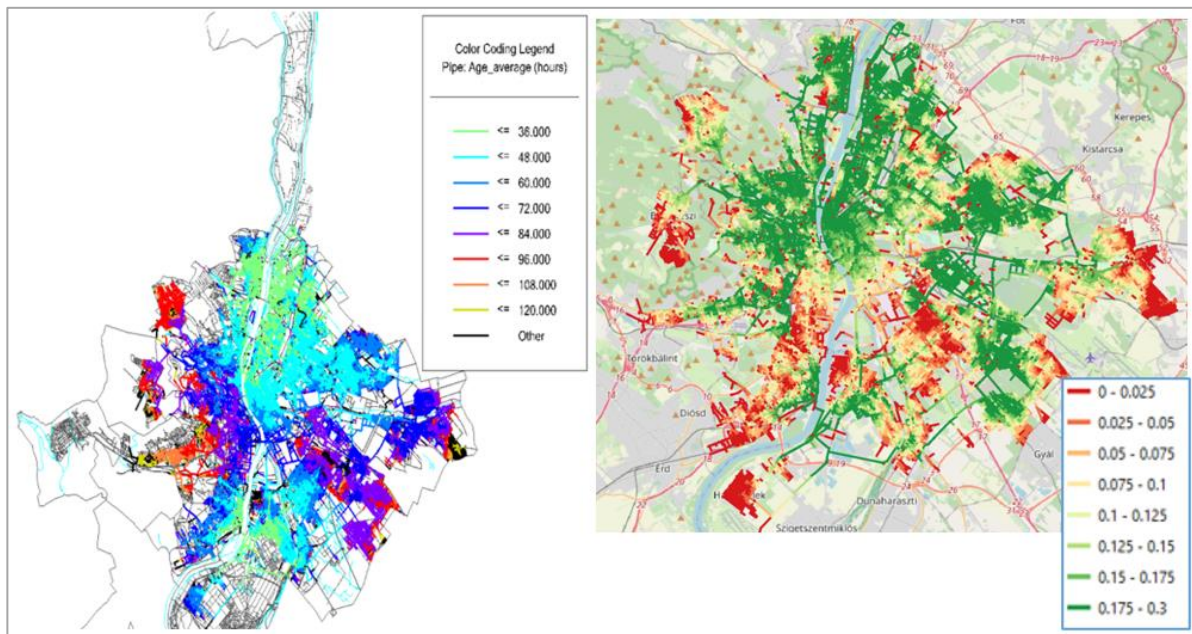 Color Coding Legend
Pipe: Age_average (hours)
<= 36.000
<= 48.000
<= 60.000
<= 72.000
<= 84.000
<= 96.000
<= 108.000
<= 120.000
Other
Fót
Kerepes
Kistarcsa
Törökbálint
Diósd
Érd
Gyál
Dunaharaszti
Szigetszentmiklós
0 - 0.025
0.025 - 0.05
0.05 - 0.075
0.075 - 0.1
0.1 - 0.125
0.125 - 0.15
0.15 - 0.175
0.175 - 0.3